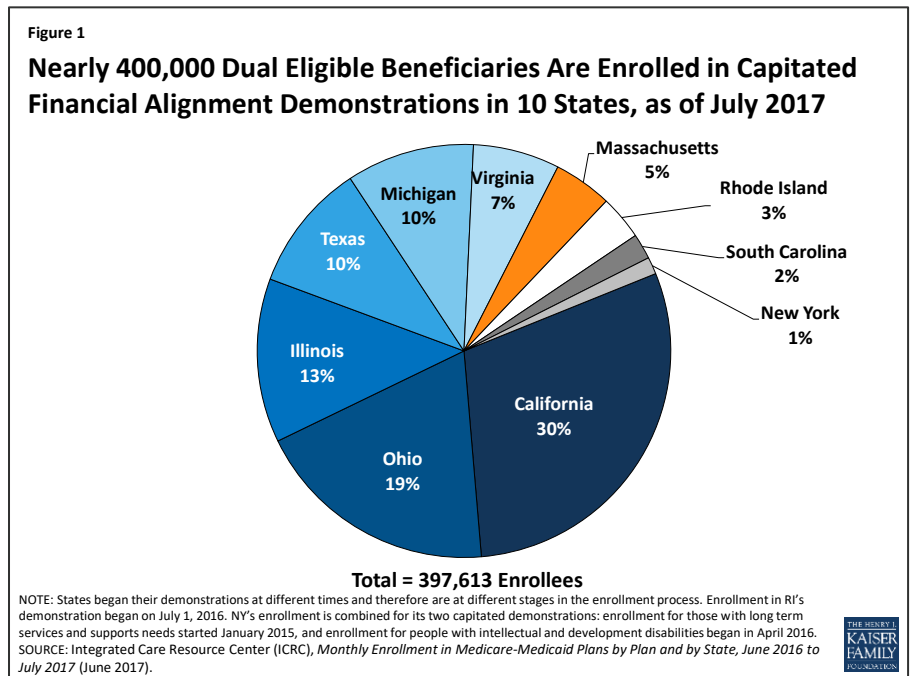 Figure 1
Nearly 400,000 Dual Eligible Beneficiaries Are Enrolled in Capitated
Financial Alignment Demonstrations in 10 States, as of July 2017
Massachusetts
5%
Rhode Island
3%
South Carolina
2%
New York
1%
California
30%
Ohio
19%
Illinois
13%
Texas
10%
Michigan
10%
Virginia
7%
Total = 397,613 Enrollees
NOTE: States began their demonstrations at different times and therefore are at different stages in the enrollment process. Enrollment in RI's
demonstration began on July 1, 2016. NY's enrollment is combined for its two capitated demonstrations: enrollment for those with long term
services and supports needs started January 2015, and enrollment for people with intellectual and development disabilities began in April 2016.
SOURCE: Integrated Care Resource Center (ICRC), Monthly Enrollment in Medicare-Medicaid Plans by Plan and by State, June 2016 to
July 2017 (June 2017).
THE HENRY J.
KAISER
FAMILY
FOUNDATION